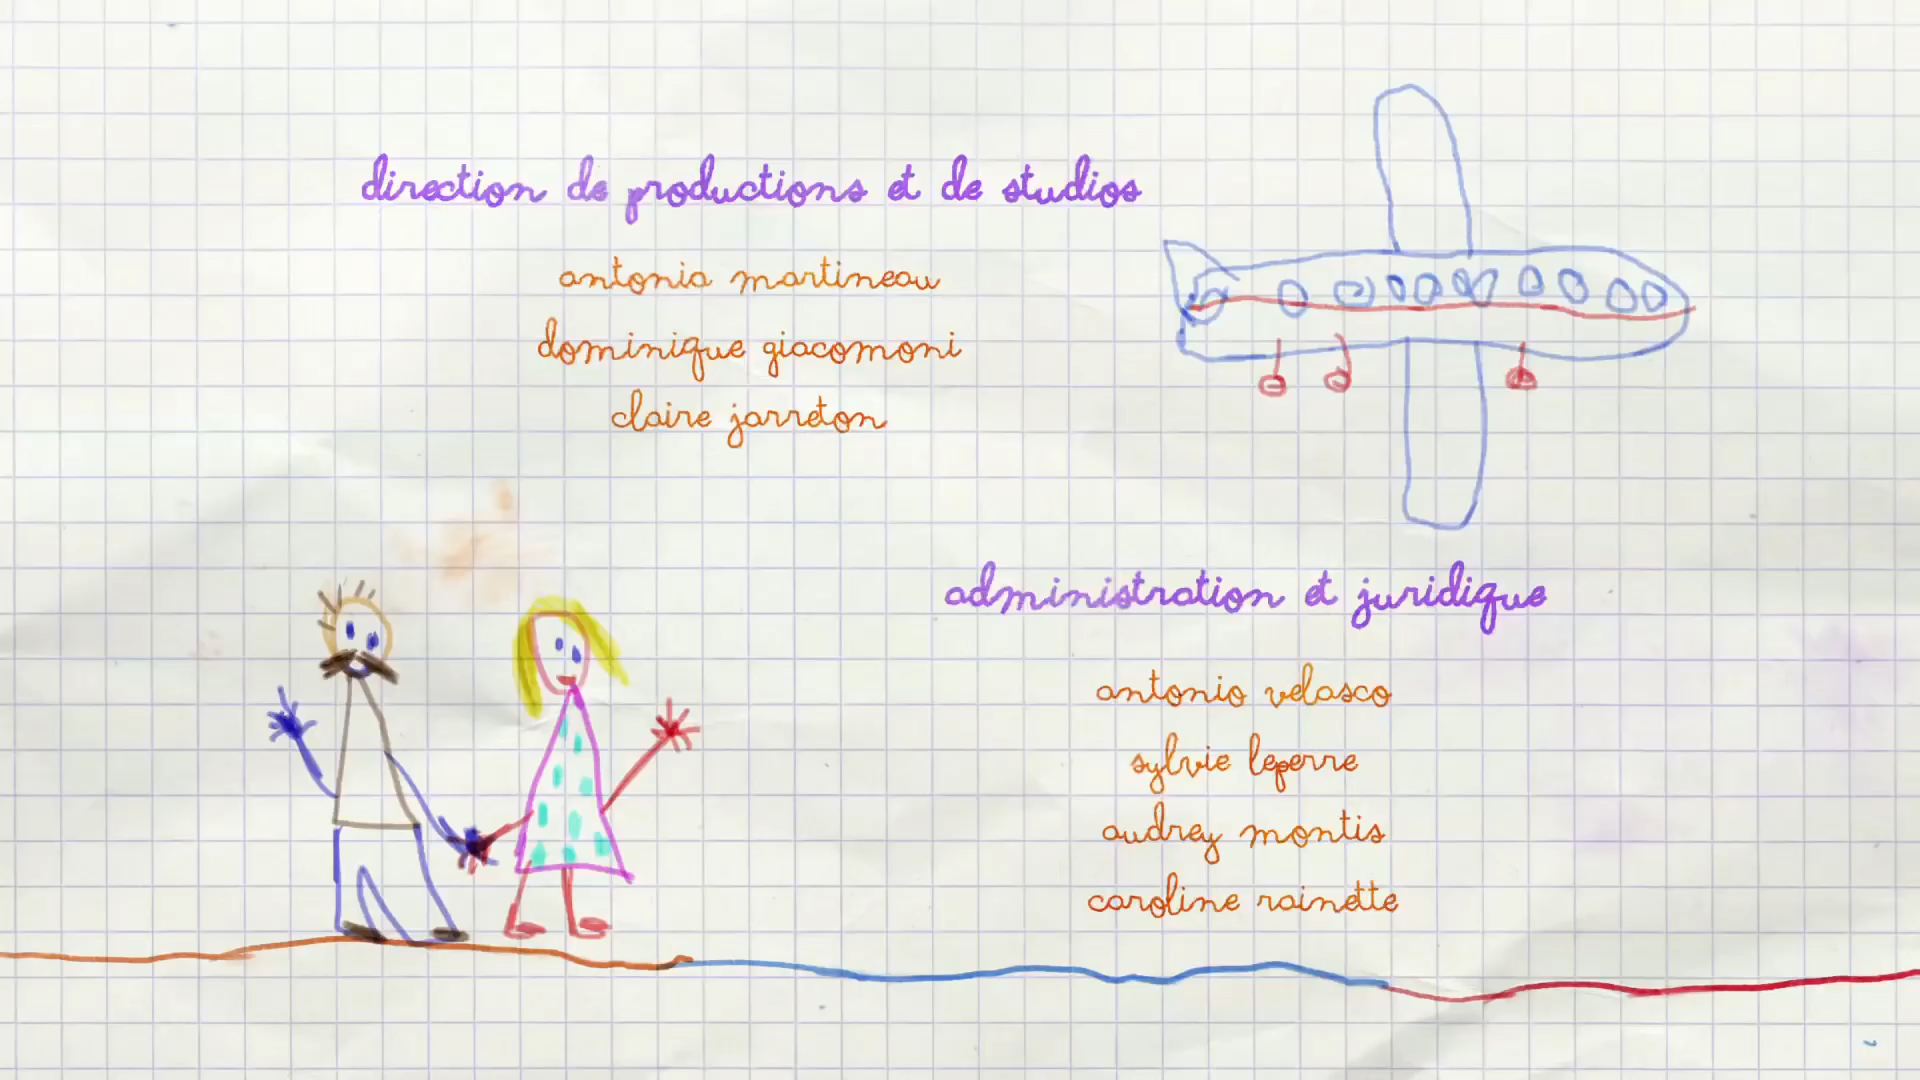 direction de productions et de studios
antonia martineau
dominique giacomoni
claire jarreton
administration et juridique
antonio velasco
sylvie leperre
audrey montis
caroline rainette